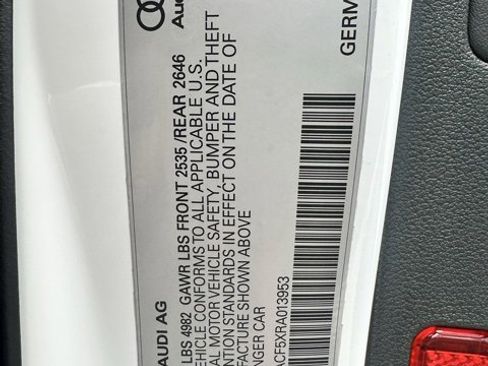 Aud
GERM
AUDI AG
LBS 4982 GAWR LBS FRONT 2535 /REAR 2646
VEHICLE CONFORMS TO ALL APPLICABLE U.S.
AL MOTOR VEHICLE SAFETY, BUMPER AND THEFT
NTION STANDARDS IN EFFECT ON THE DATE OF
FACTURE SHOWN ABOVE
NGER CAR
ACF5XRA013953